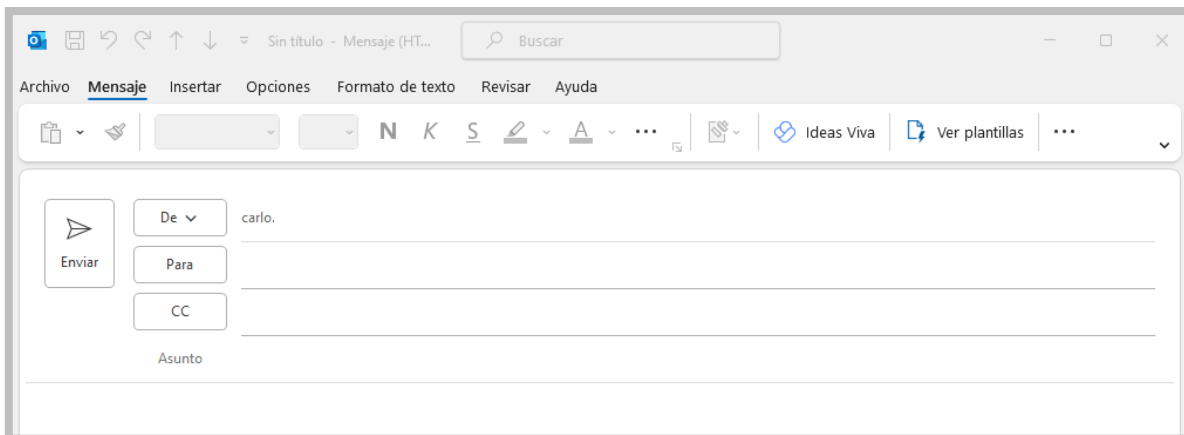 Sin título - Mensaje (HT... Buscar
Archivo Mensaje Insertar Opciones Formato de texto Revisar Ayuda
N K S A ... Ideas Viva Ver plantillas ...
De carlo.
Enviar Para
CC
Asunto